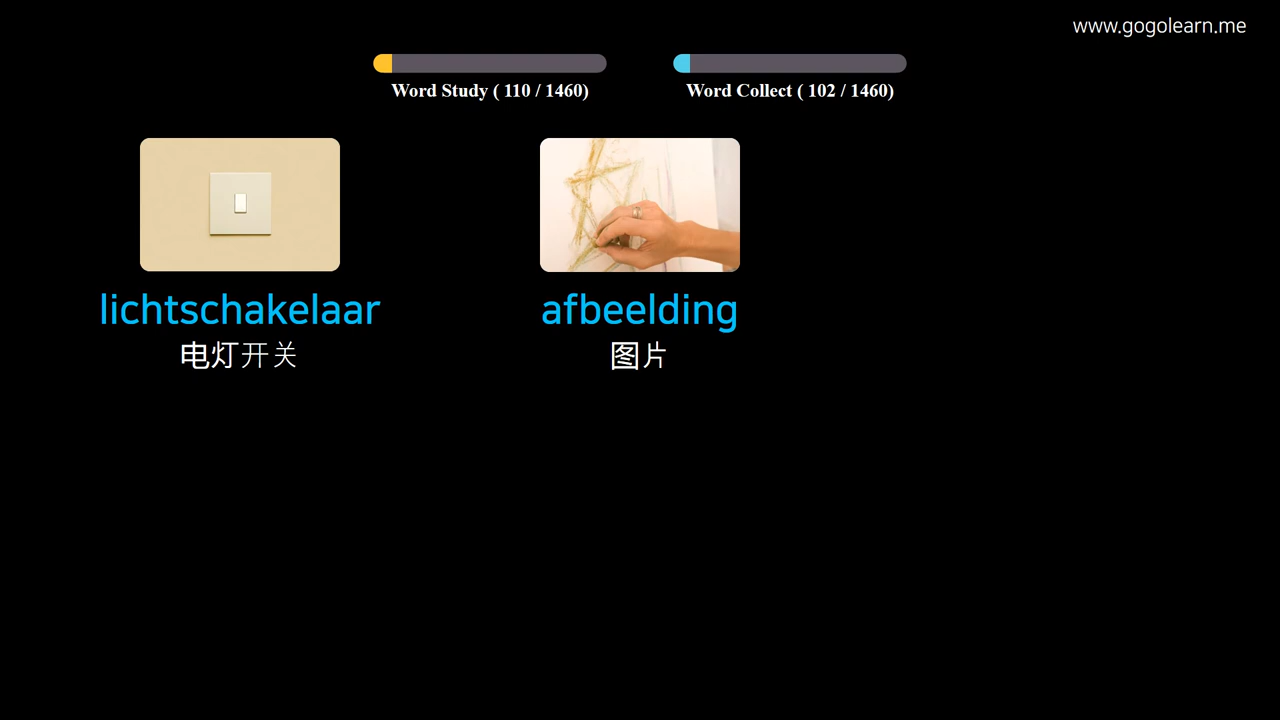 www.gogolearn.me
Word Study ( 110 / 1460)
Word Collect ( 102 / 1460)
lichtschakelaar
电灯开关
afbeelding
图片